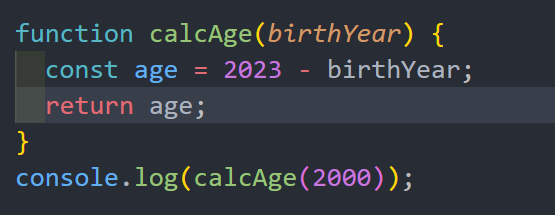 function calcAge(birthYear) {
  const age = 2023 - birthYear;
  return age;
}
console.log(calcAge(2000));